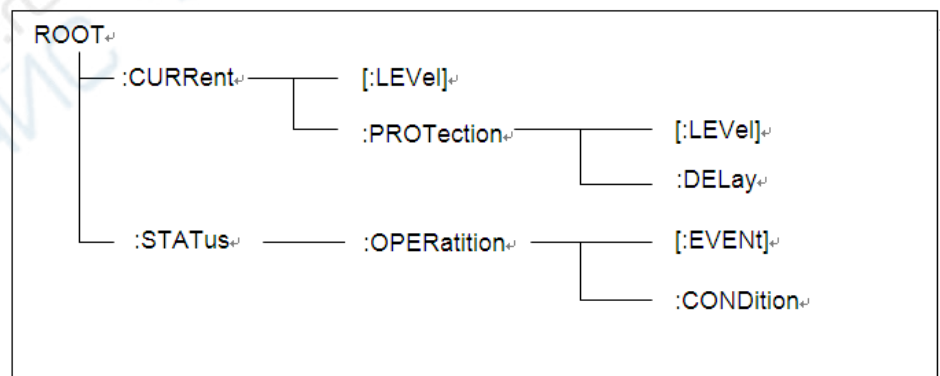 ROOT↵
:CURRent↵ [:LEVel]↵
:PROTection↵ [:LEVel]↵
:DELay↵
:STATus↵ :OPERatition↵ [:EVENt]↵
:CONDition↵